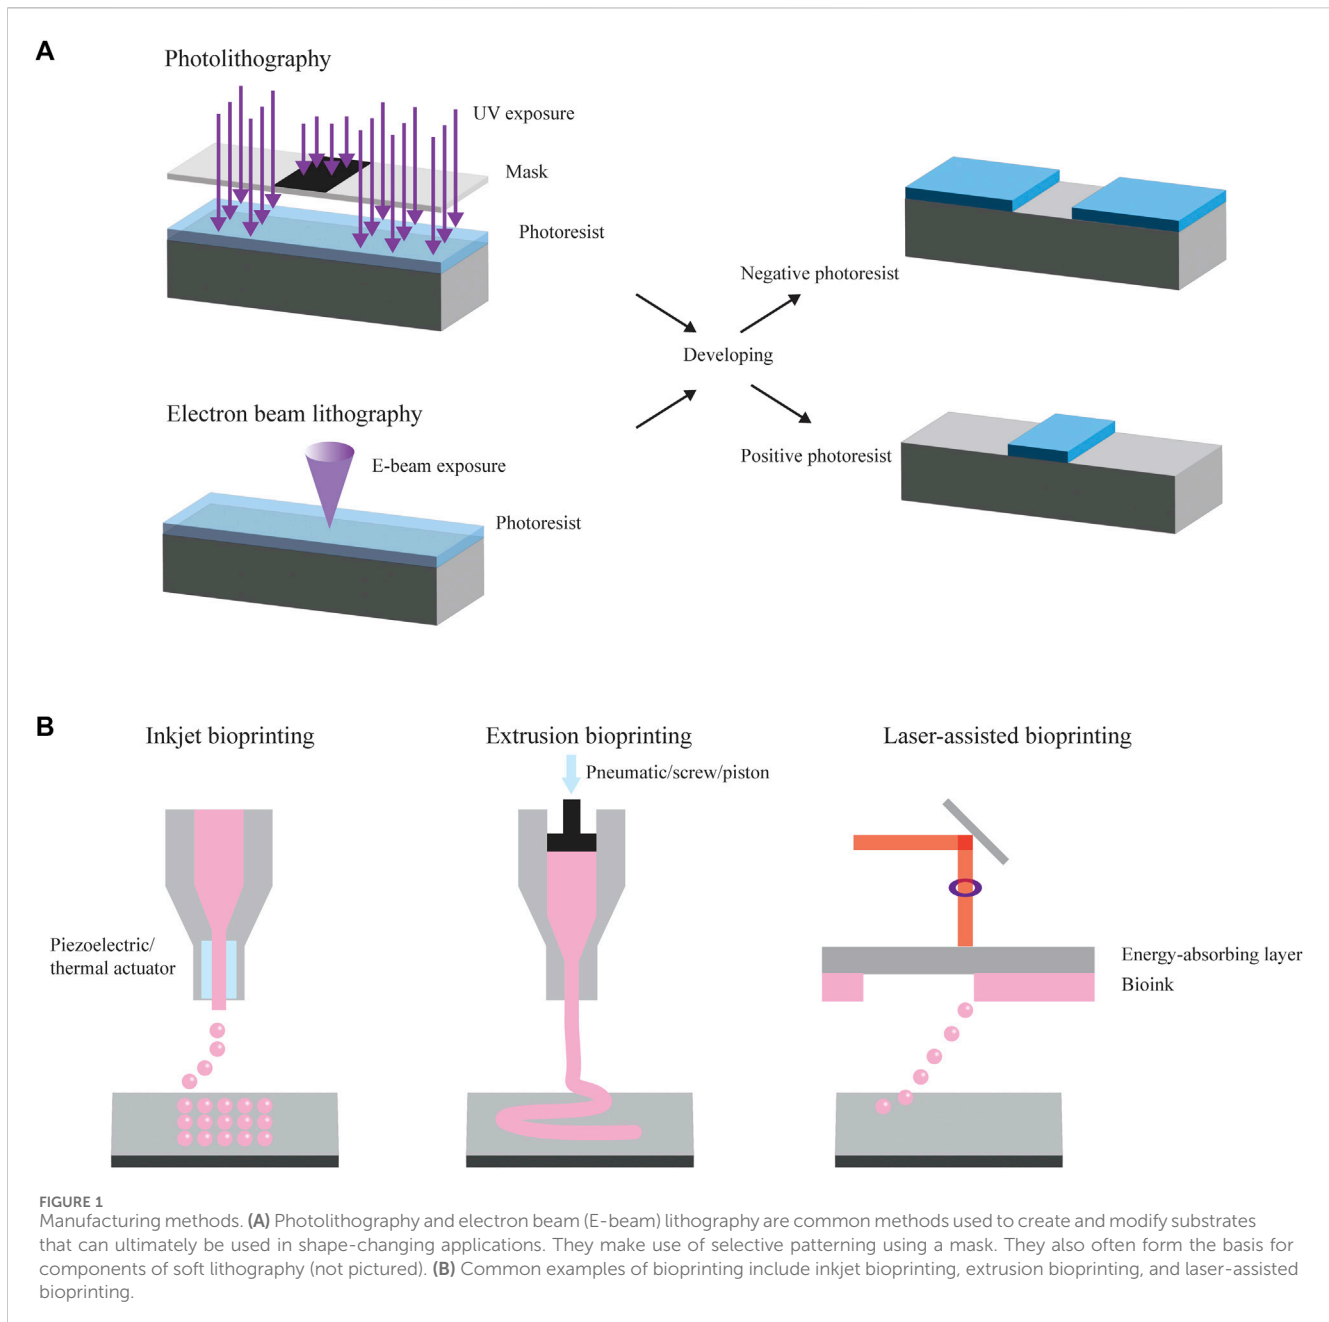 A
Photolithography
UV exposure
Mask
Photoresist
Negative photoresist
Developing
Electron beam lithography
E-beam exposure
Positive photoresist
Photoresist
B
Inkjet bioprinting
Extrusion bioprinting
Laser-assisted bioprinting
Pneumatic/screw/piston
Piezoelectric/
thermal actuator
Energy-absorbing layer
Bioink
FIGURE 1
Manufacturing methods. (A) Photolithography and electron beam (E-beam) lithography are common methods used to create and modify substrates
that can ultimately be used in shape-changing applications. They make use of selective patterning using a mask. They also often form the basis for
components of soft lithography (not pictured). (B) Common examples of bioprinting include inkjet bioprinting, extrusion bioprinting, and laser-assisted
bioprinting.